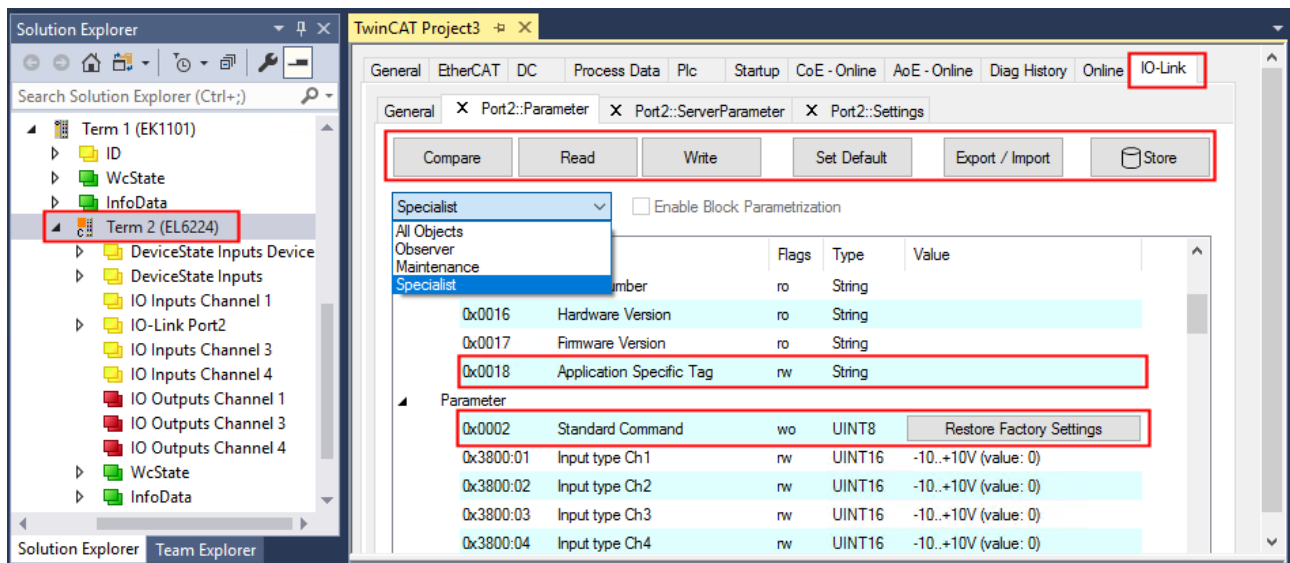 Solution Explorer
Search Solution Explorer (Ctrl+;)
Term 1 (EK1101)
ID
WcState
InfoData
Term 2 (EL6224)
DeviceState Inputs Device
DeviceState Inputs
IO Inputs Channel 1
IO-Link Port2
IO Inputs Channel 3
IO Inputs Channel 4
IO Outputs Channel 1
IO Outputs Channel 3
IO Outputs Channel 4
WcState
InfoData
Solution Explorer Team Explorer
TwinCAT Project3
General EtherCAT DC Process Data Plc Startup CoE - Online AoE - Online Diag History Online IO-Link
General X Port2::Parameter X Port2::ServerParameter X Port2::Settings
Compare Read Write Set Default Export / Import Store
Specialist Enable Block Parametrization
All Objects
Observer
Maintenance
Specialist
Flags Type Value
ro String
0x0016 Hardware Version ro String
0x0017 Firmware Version ro String
0x0018 Application Specific Tag rw String
Parameter
0x0002 Standard Command wo UINT8 Restore Factory Settings
0x3800:01 Input type Ch1 rw UINT16 -10..+10V (value: 0)
0x3800:02 Input type Ch2 rw UINT16 -10..+10V (value: 0)
0x3800:03 Input type Ch3 rw UINT16 -10..+10V (value: 0)
0x3800:04 Input type Ch4 rw UINT16 -10..+10V (value: 0)